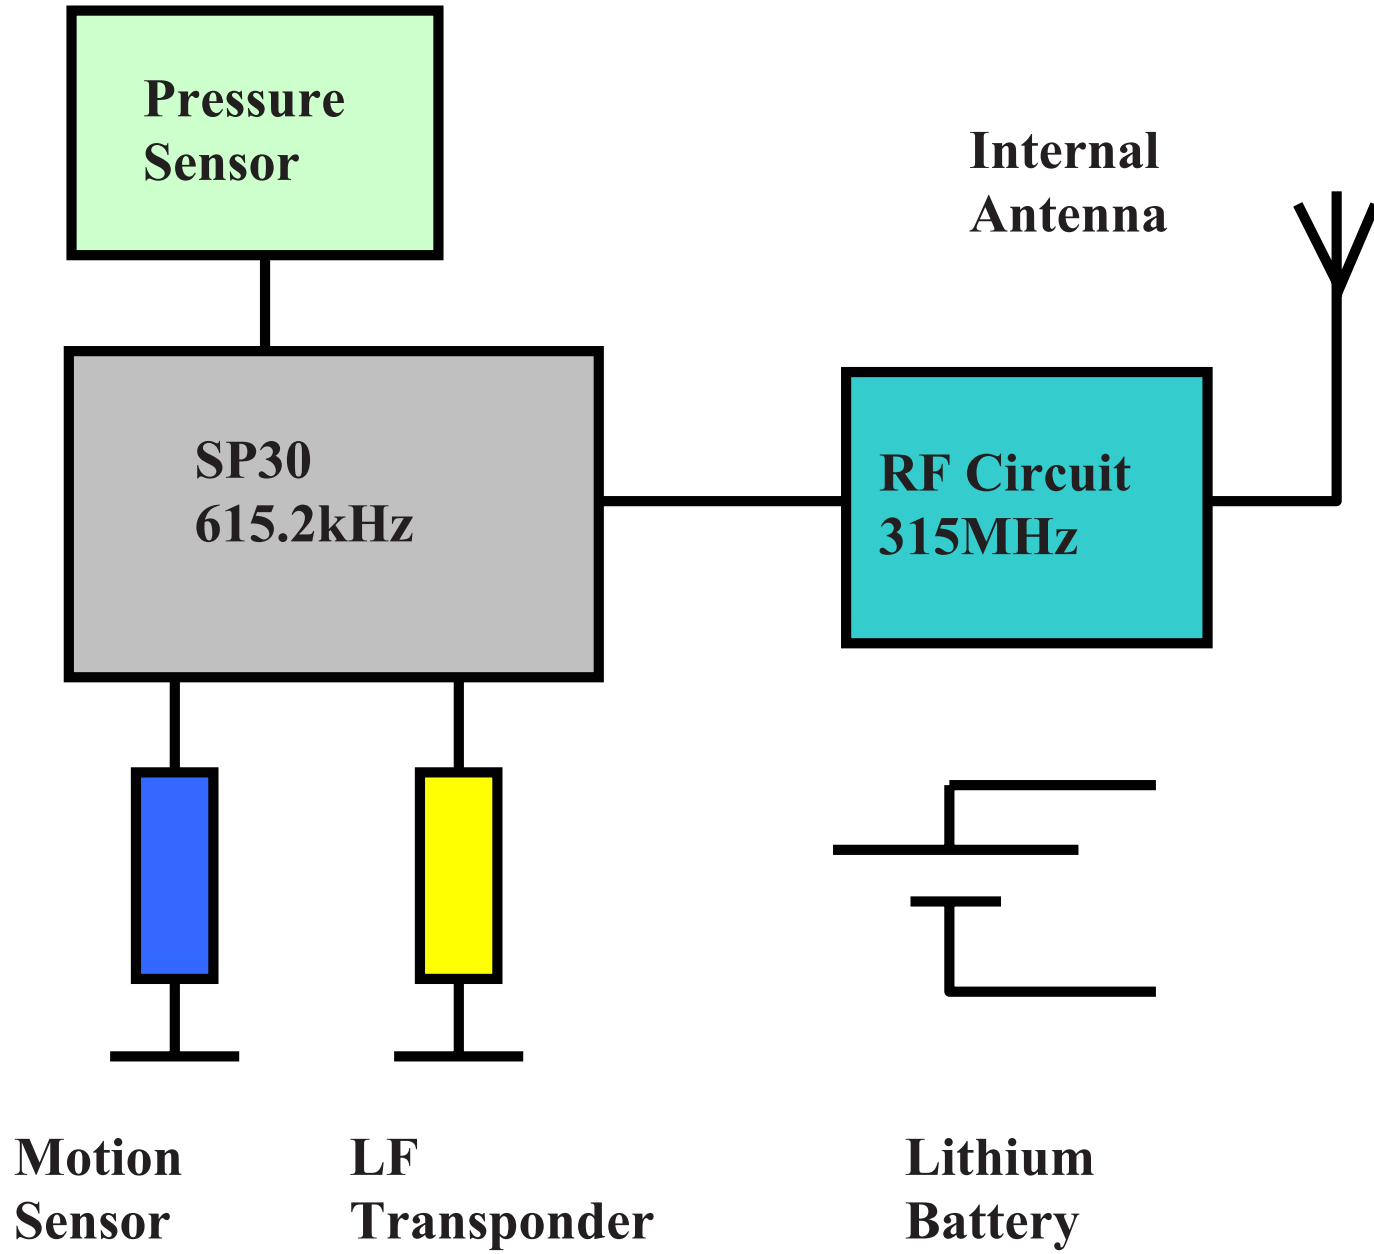 Pressure
Sensor
Internal
Antenna
SP30
615.2kHz
RF Circuit
315MHz
Motion
Sensor
LF
Transponder
Lithium
Battery